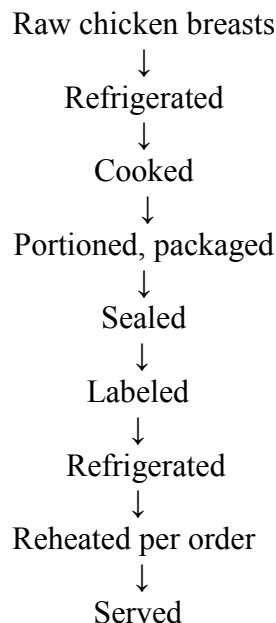 Raw chicken breasts
↓
Refrigerated
↓
Cooked
↓
Portioned, packaged
↓
Sealed
↓
Labeled
↓
Refrigerated
↓
Reheated per order
↓
Served